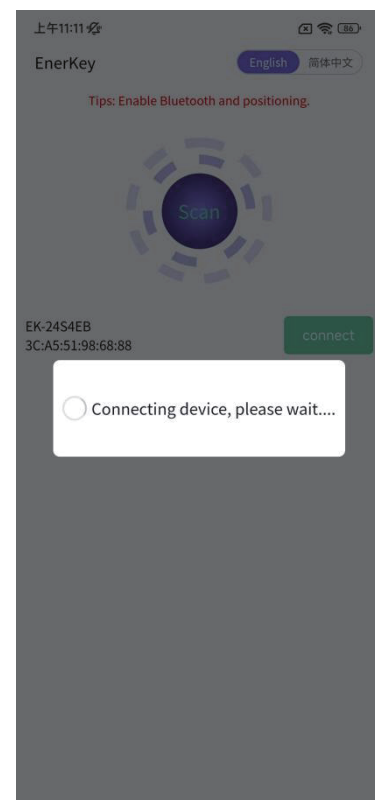 上午11:11
86
EnerKey
English 简体中文
Tips: Enable Bluetooth and positioning.
Scan
EK-24S4EB
3C:A5:51:98:68:88
connect
Connecting device, please wait....